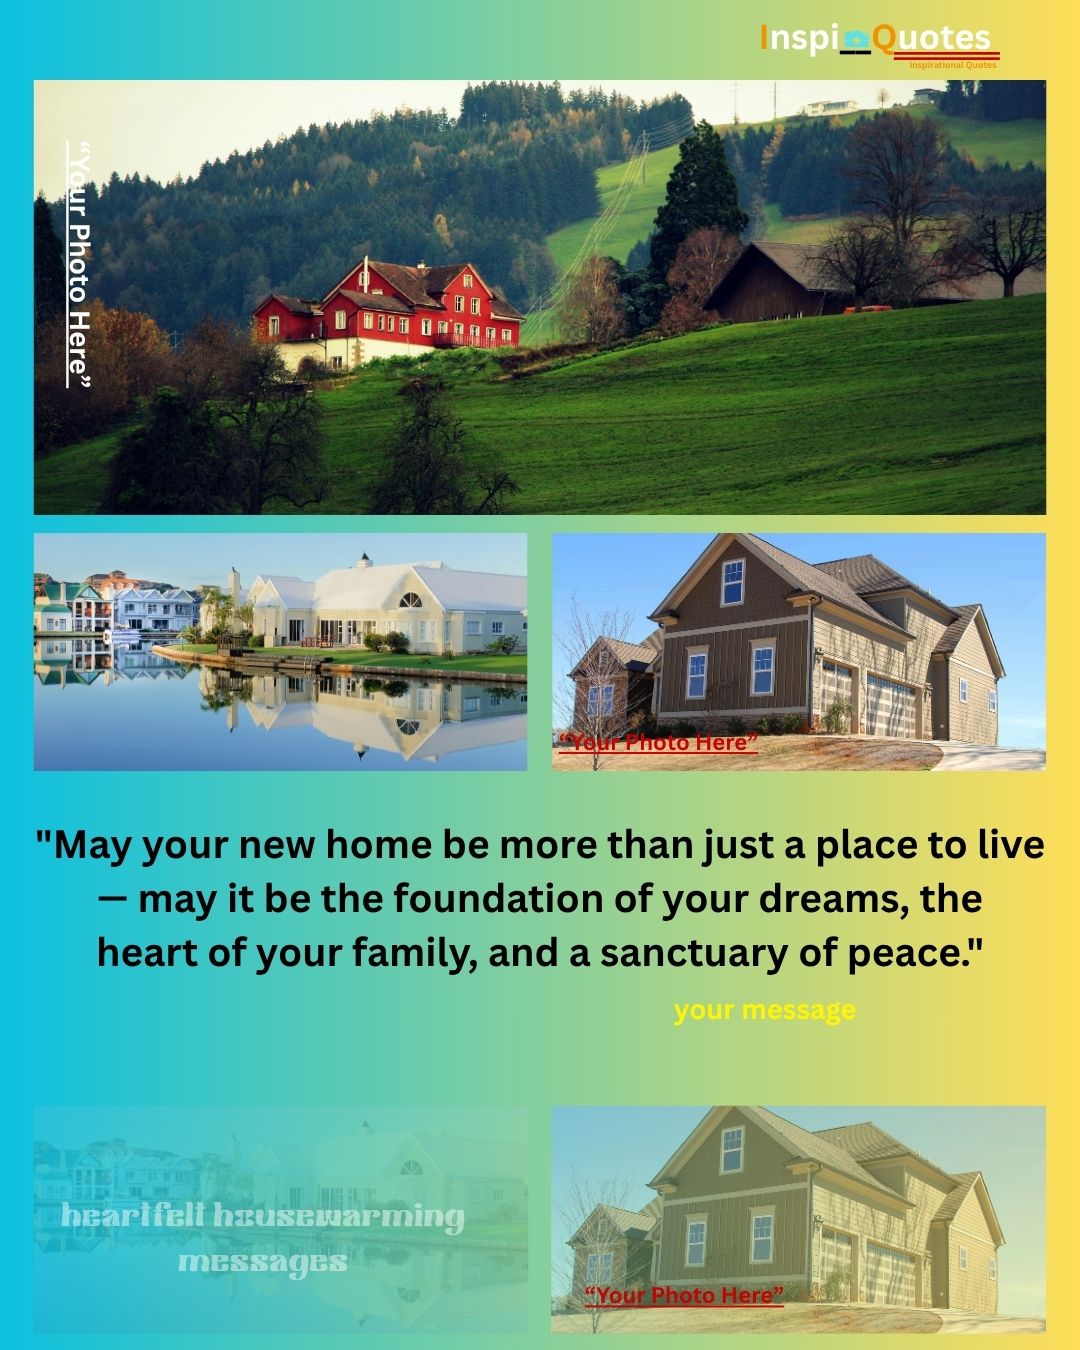 InspiQuotes
Inspirational Quotes
“Your Photo Here”
“Your Photo Here”
"May your new home be more than just a place to live
— may it be the foundation of your dreams, the
heart of your family, and a sanctuary of peace."
your message
heartfelt housewarming
messages
“Your Photo Here”